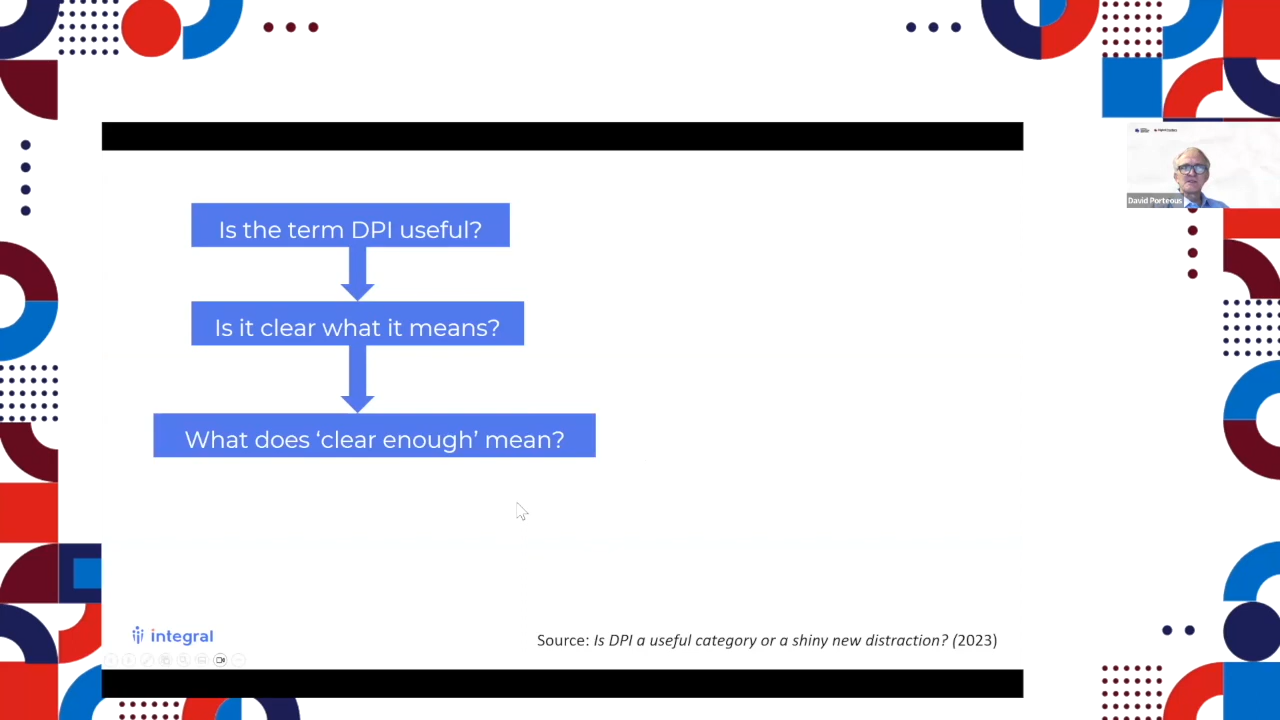 Is the term DPI useful?
Is it clear what it means?
What does ‘clear enough’ mean?
integral
Source: Is DPI a useful category or a shiny new distraction? (2023)
David Porteous